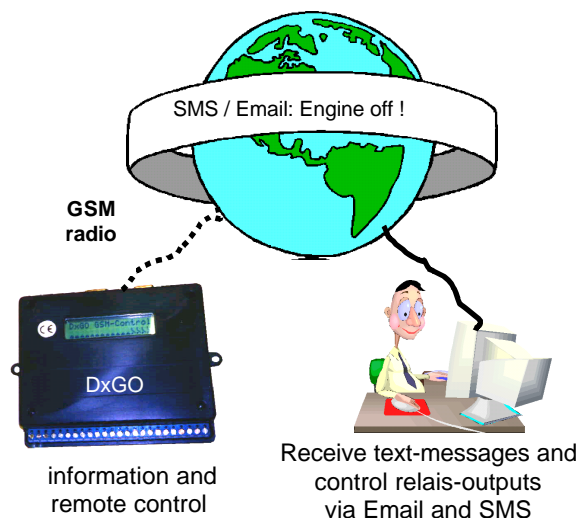 SMS / Email: Engine off !
GSM
radio
DxGO GSM-Control
DxGO
information and
remote control
Receive text-messages and
control relais-outputs
via Email and SMS